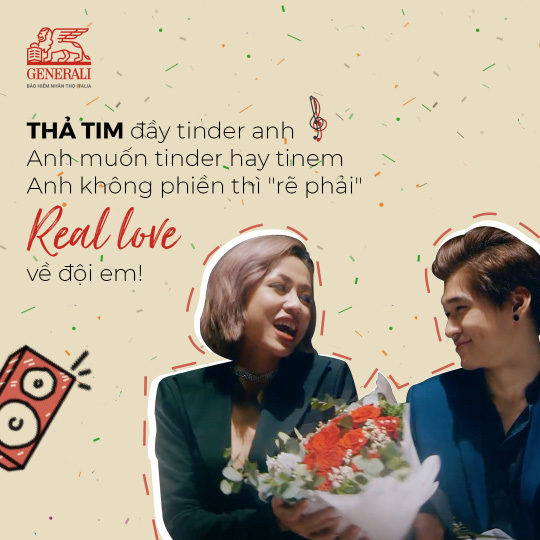 GENERALI
BẢO HIỂM NHÂN THỌ ITALIA
THẢ TIM đầy tinder anh
Anh muốn tinder hay tinem
Anh không phiền thì "rẽ phải"
Real love
về đội em!